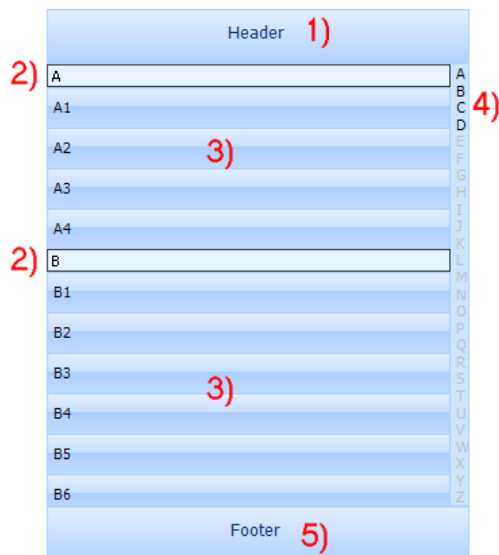 Header 1)
2) A
A1
A2
3)
A3
A4
2) B
B1
B2
B3
3)
B4
B5
B6
A
B
C
4)
D
E
F
G
H
I
J
K
L
M
N
O
P
Q
R
S
T
U
V
W
X
Y
Z
Footer 5)